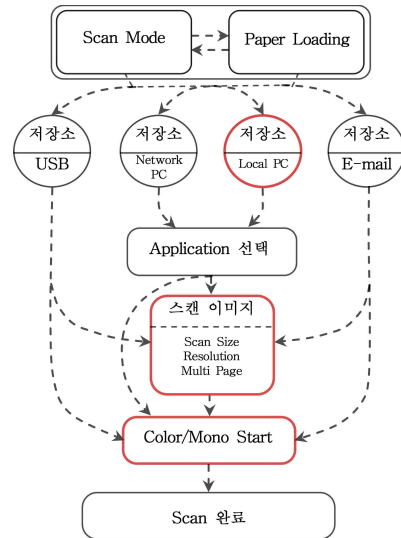 Scan Mode
Paper Loading
저장소
USB
저장소
Network
PC
저장소
Local PC
저장소
E-mail
Application 선택
스캔 이미지
Scan Size
Resolution
Multi Page
Color/Mono Start
Scan 완료